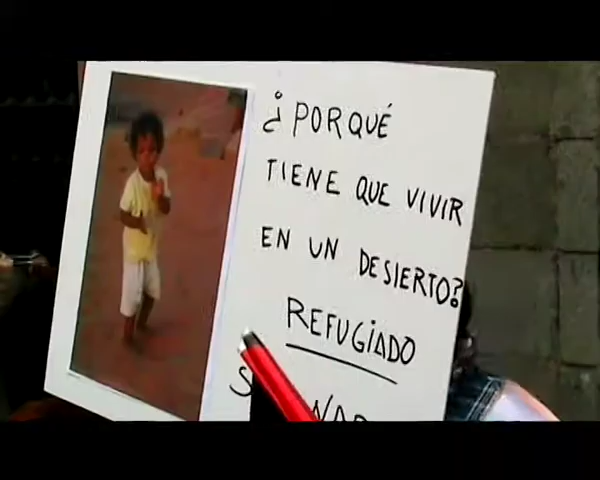 ¿PORQUÉ
TIENE QUE VIVIR
EN UN DESIERTO?
REFUGIADO